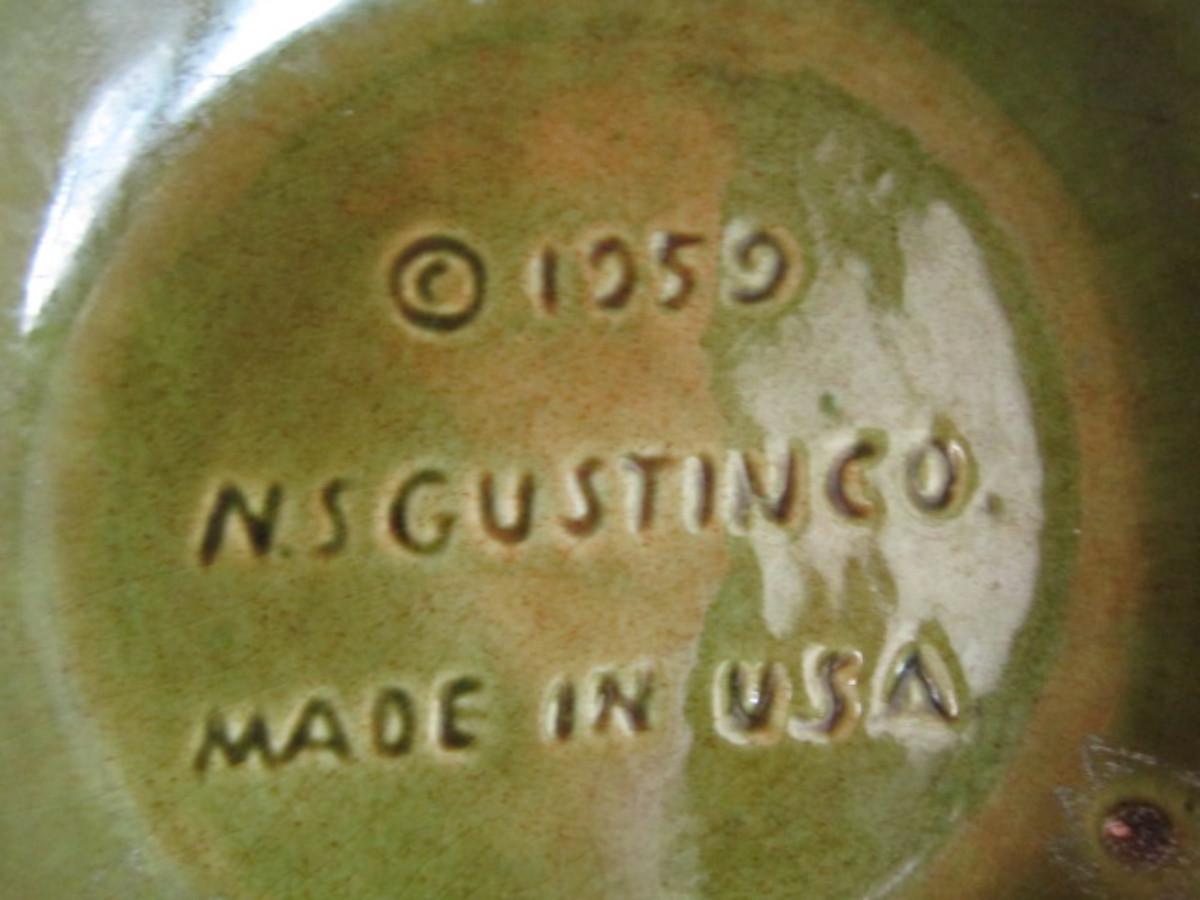 © 1959
N.S GUSTIN CO.
MADE IN USA